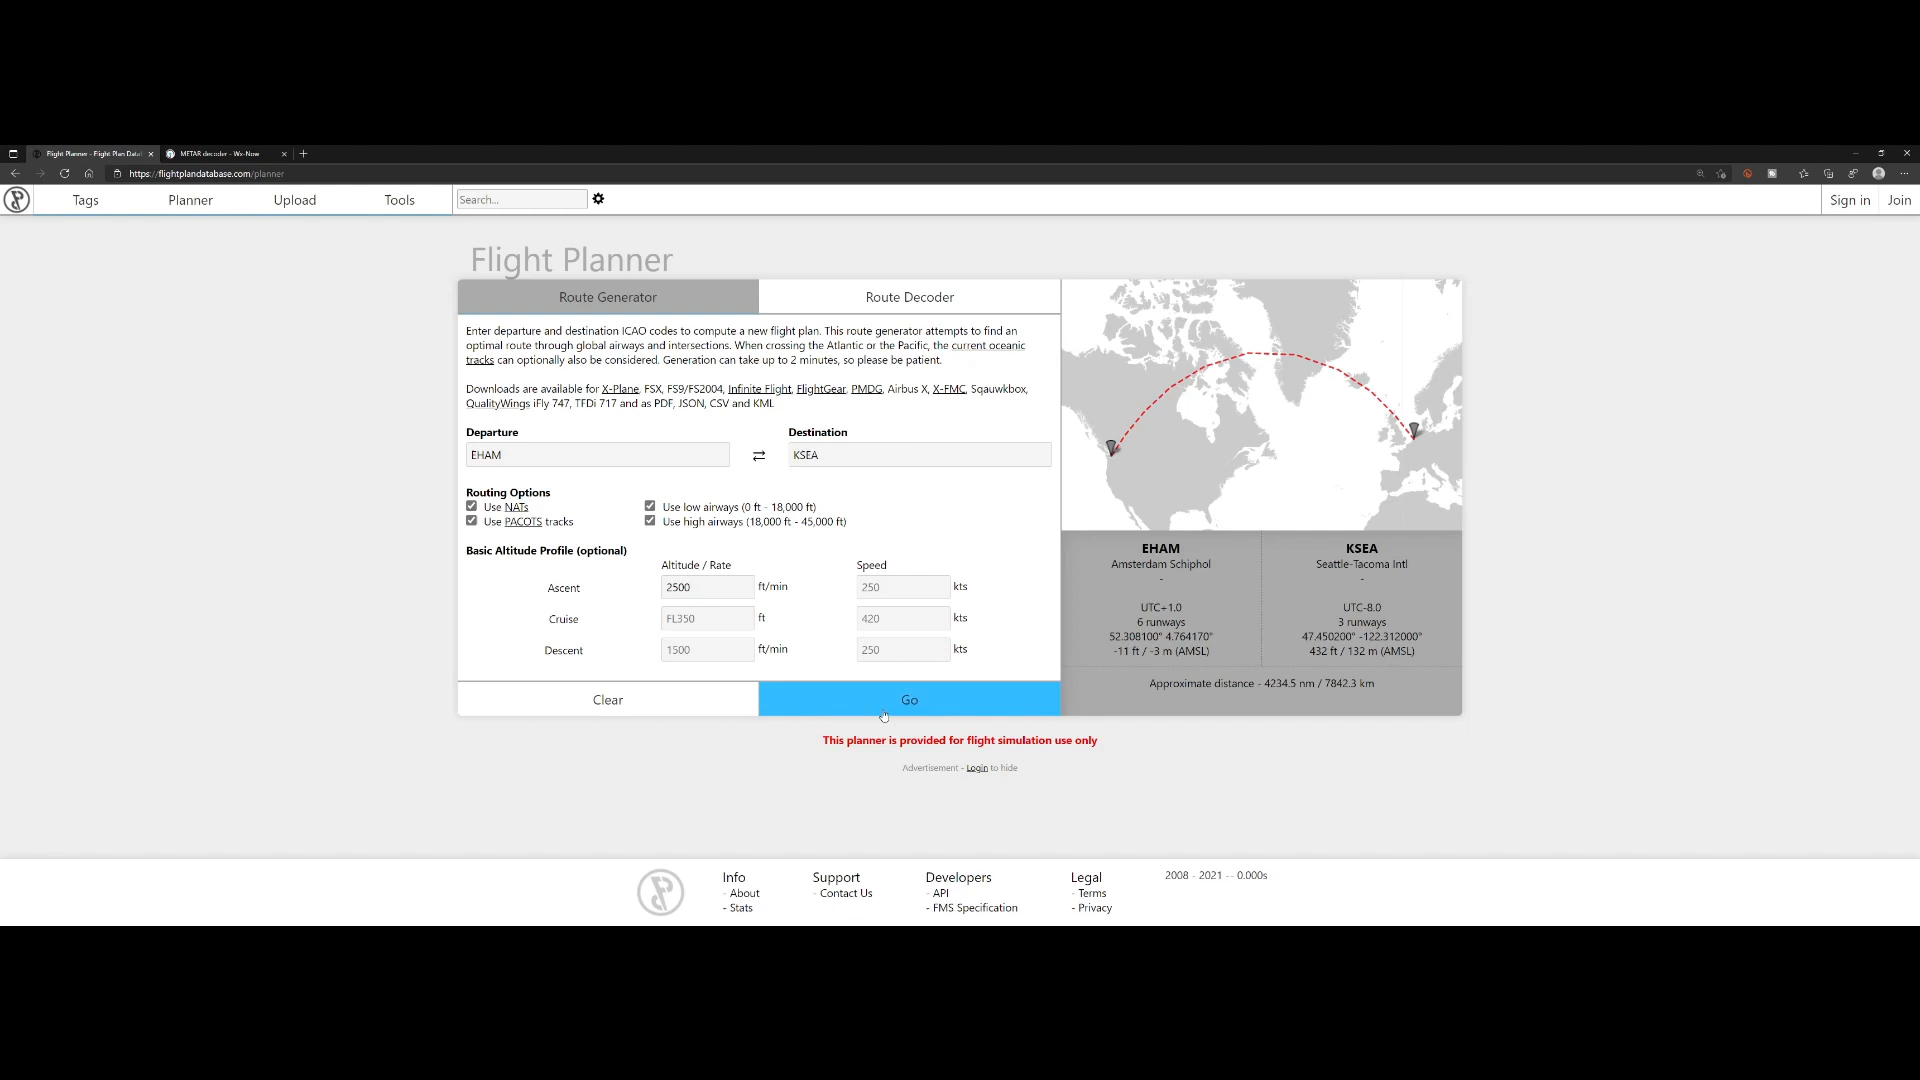 Flight Planner - Flight Plan Data
METAR decoder - Wx-Now
https://flightplandatabase.com/planner
Tags
Planner
Upload
Tools
Search...
Sign in
Join
Flight Planner
Route Generator
Route Decoder
Enter departure and destination ICAO codes to compute a new flight plan. This route generator attempts to find an
optimal route through global airways and intersections. When crossing the Atlantic or the Pacific, the current oceanic
tracks can optionally also be considered. Generation can take up to 2 minutes, so please be patient.
Downloads are available for X-Plane, FSX, FS9/FS2004, Infinite Flight, FlightGear, PMDG, Airbus X, X-FMC, Sqauwkbox,
QualityWings iFly 747, TFDi 717 and as PDF, JSON, CSV and KML
Departure
Destination
EHAM
KSEA
Routing Options
Use NATs
Use low airways (0 ft - 18,000 ft)
Use PACOTS tracks
Use high airways (18,000 ft - 45,000 ft)
Basic Altitude Profile (optional)
Altitude / Rate
Speed
Ascent
2500
ft/min
250
kts
Cruise
FL350
ft
420
kts
Descent
1500
ft/min
250
kts
Clear
Go
EHAM
Amsterdam Schiphol
-
UTC+1.0
6 runways
52.308100° 4.764170°
-11 ft / -3 m (AMSL)
KSEA
Seattle-Tacoma Intl
-
UTC-8.0
3 runways
47.450200° -122.312000°
432 ft / 132 m (AMSL)
Approximate distance - 4234.5 nm / 7842.3 km
This planner is provided for flight simulation use only
Advertisement - Login to hide
Info
- About
- Stats
Support
- Contact Us
Developers
- API
- FMS Specification
Legal
- Terms
- Privacy
2008 - 2021 -- 0.000s